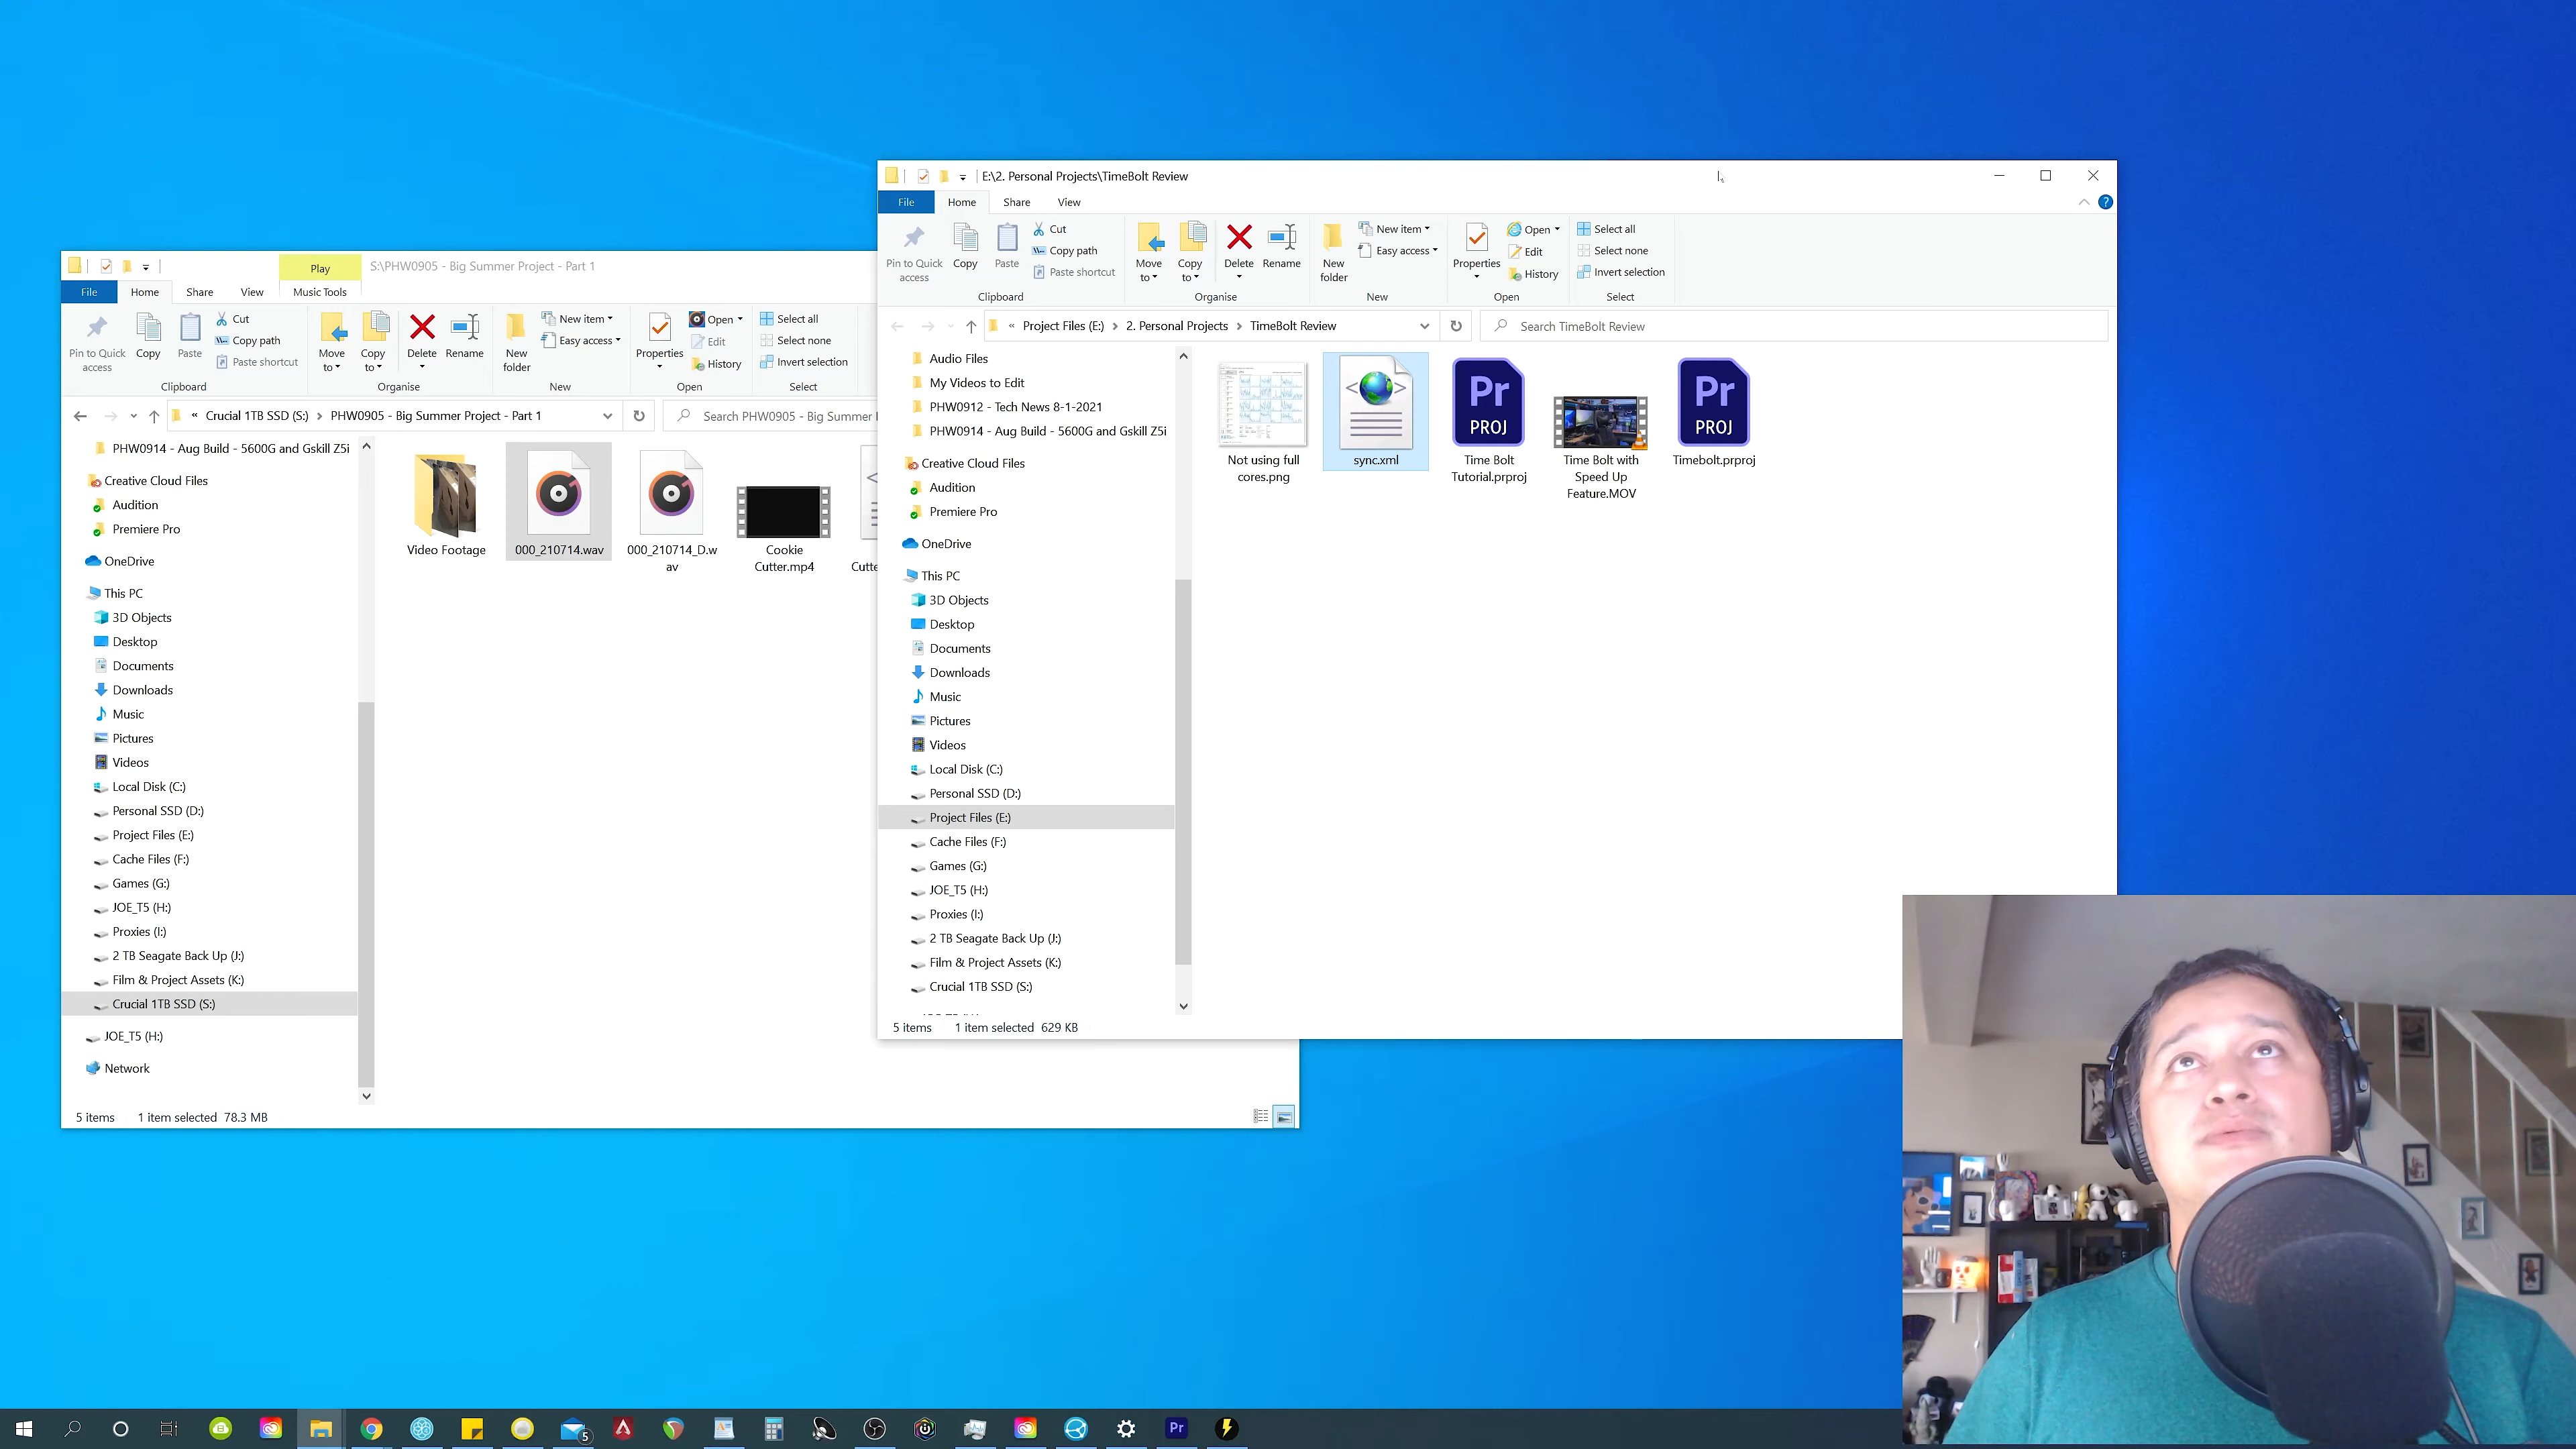 Play
S:\PHW0905 - Big Summer Project - Part 1
File
Home
Share
View
Music Tools
Pin to Quick
access
Copy
Paste
Cut
Copy path
Paste shortcut
Clipboard
Move
to
Copy
to
Delete
Rename
Organise
New
folder
New item
Easy access
New
Properties
Open
Edit
History
Open
Select all
Select none
Invert selection
Select
« Crucial 1TB SSD (S:) > PHW0905 - Big Summer Project - Part 1
Search PHW0905 - Big Summer
PHW0914 - Aug Build - 5600G and Gskill Z5i
Creative Cloud Files
Audition
Premiere Pro
OneDrive
This PC
3D Objects
Desktop
Documents
Downloads
Music
Pictures
Videos
Local Disk (C:)
Personal SSD (D:)
Project Files (E:)
Cache Files (F:)
Games (G:)
JOE_T5 (H:)
Proxies (I:)
2 TB Seagate Back Up (J:)
Film & Project Assets (K:)
Crucial 1TB SSD (S:)
JOE_T5 (H:)
Network
Video Footage
000_210714.wav
000_210714_D.w
av
Cookie
Cutter.mp4
Cutte
5 items 1 item selected 78.3 MB
E:\2. Personal Projects\TimeBolt Review
File
Home
Share
View
Pin to Quick
access
Copy
Paste
Cut
Copy path
Paste shortcut
Clipboard
Move
to
Copy
to
Delete
Rename
Organise
New
folder
New item
Easy access
New
Properties
Open
Edit
History
Open
Select all
Select none
Invert selection
Select
« Project Files (E:) > 2. Personal Projects > TimeBolt Review
Search TimeBolt Review
Audio Files
My Videos to Edit
PHW0912 - Tech News 8-1-2021
PHW0914 - Aug Build - 5600G and Gskill Z5i
Creative Cloud Files
Audition
Premiere Pro
OneDrive
This PC
3D Objects
Desktop
Documents
Downloads
Music
Pictures
Videos
Local Disk (C:)
Personal SSD (D:)
Project Files (E:)
Cache Files (F:)
Games (G:)
JOE_T5 (H:)
Proxies (I:)
2 TB Seagate Back Up (J:)
Film & Project Assets (K:)
Crucial 1TB SSD (S:)
Not using full
cores.png
sync.xml
Pr
PROJ
Time Bolt
Tutorial.prproj
Time Bolt with
Speed Up
Feature.MOV
Pr
PROJ
Timebolt.prproj
5 items 1 item selected 629 KB
5
Pr